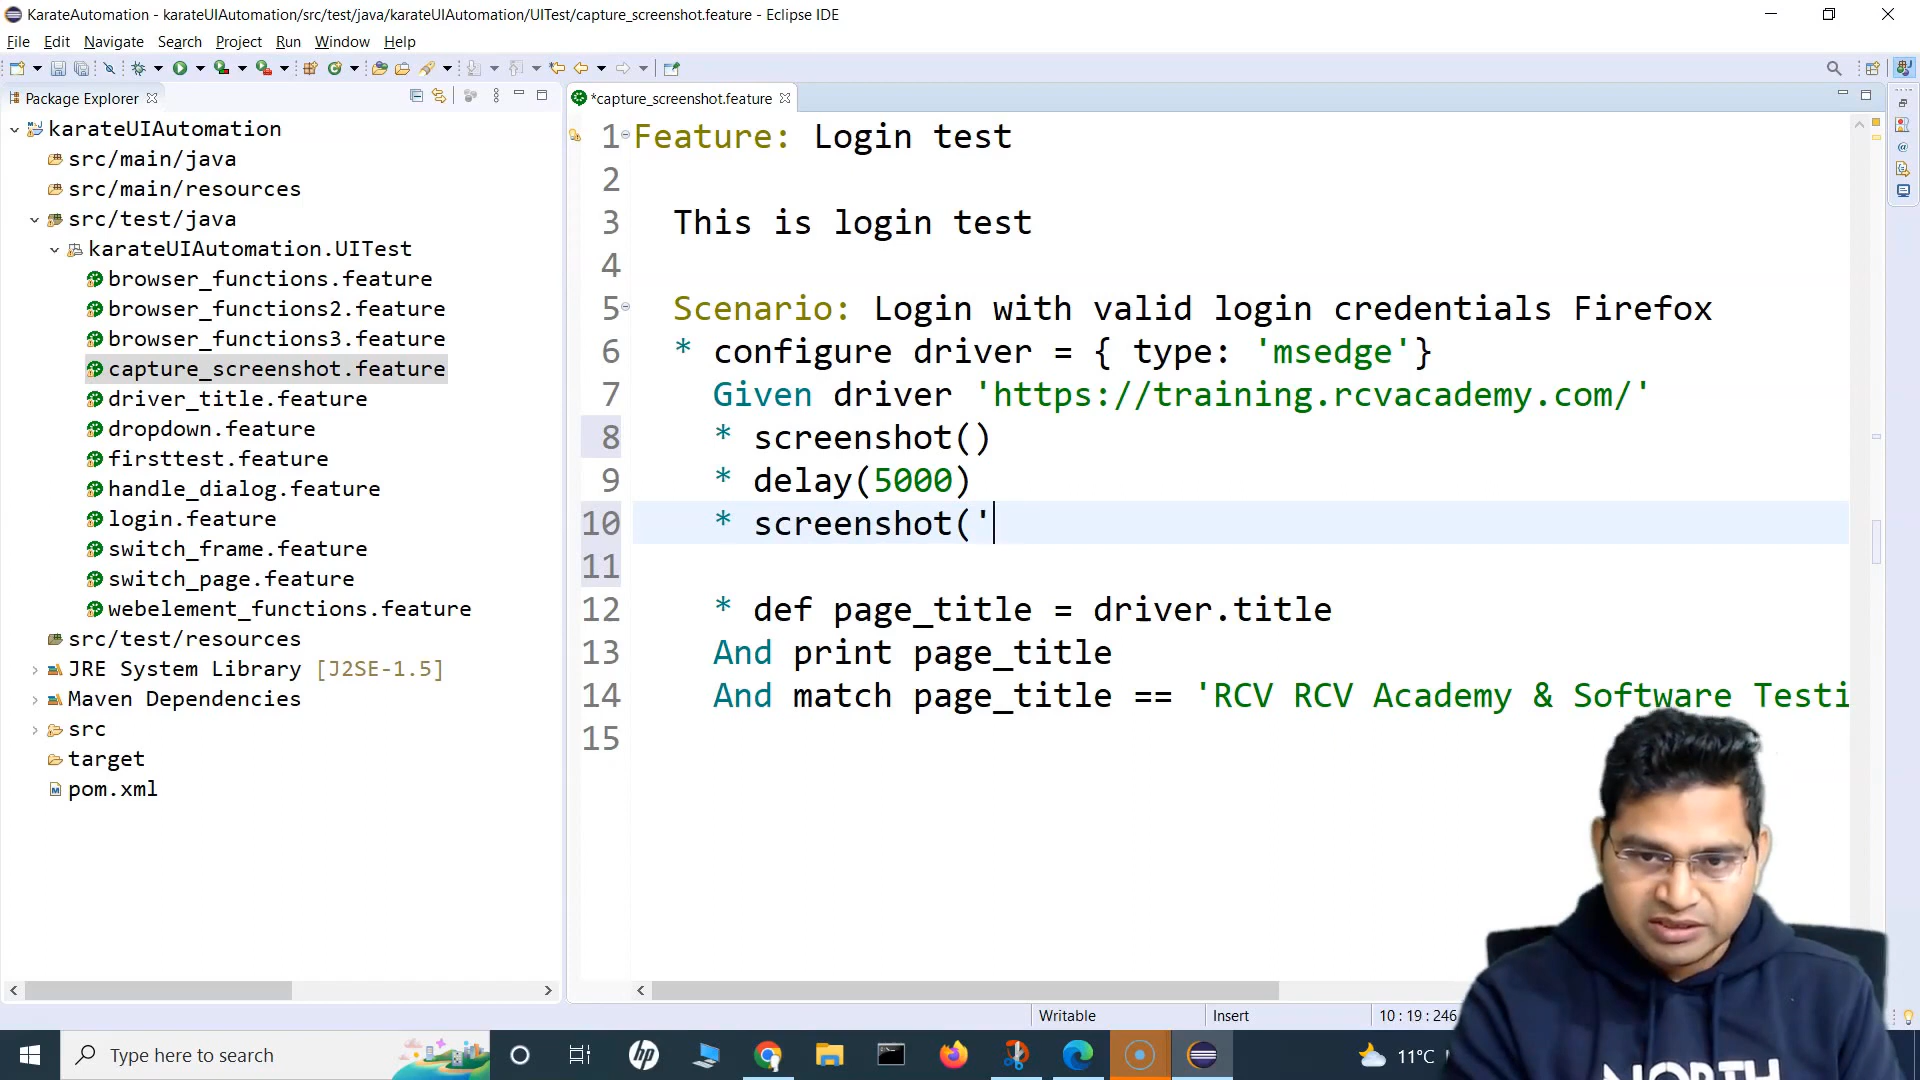 KarateAutomation - karateUIAutomation/src/test/java/karateUIAutomation/UITest/capture_screenshot.feature - Eclipse IDE
File Edit Navigate Search Project Run Window Help
Package Explorer
karateUIAutomation
src/main/java
src/main/resources
src/test/java
karateUIAutomation.UITest
browser_functions.feature
browser_functions2.feature
browser_functions3.feature
capture_screenshot.feature
driver_title.feature
dropdown.feature
firsttest.feature
handle_dialog.feature
login.feature
switch_frame.feature
switch_page.feature
webelement_functions.feature
src/test/resources
JRE System Library [J2SE-1.5]
Maven Dependencies
src
target
pom.xml
*capture_screenshot.feature
1 Feature: Login test
2
3 This is login test
4
5 Scenario: Login with valid login credentials Firefox
6 * configure driver = { type: 'msedge'}
7 Given driver 'https://training.rcvacademy.com/'
8 * screenshot()
9 * delay(5000)
10 * screenshot('
11
12 * def page_title = driver.title
13 And print page_title
14 And match page_title == 'RCV RCV Academy & Software Testi
15
Writable Insert 10 : 19 : 246
Type here to search
hp
11°C
NORTH